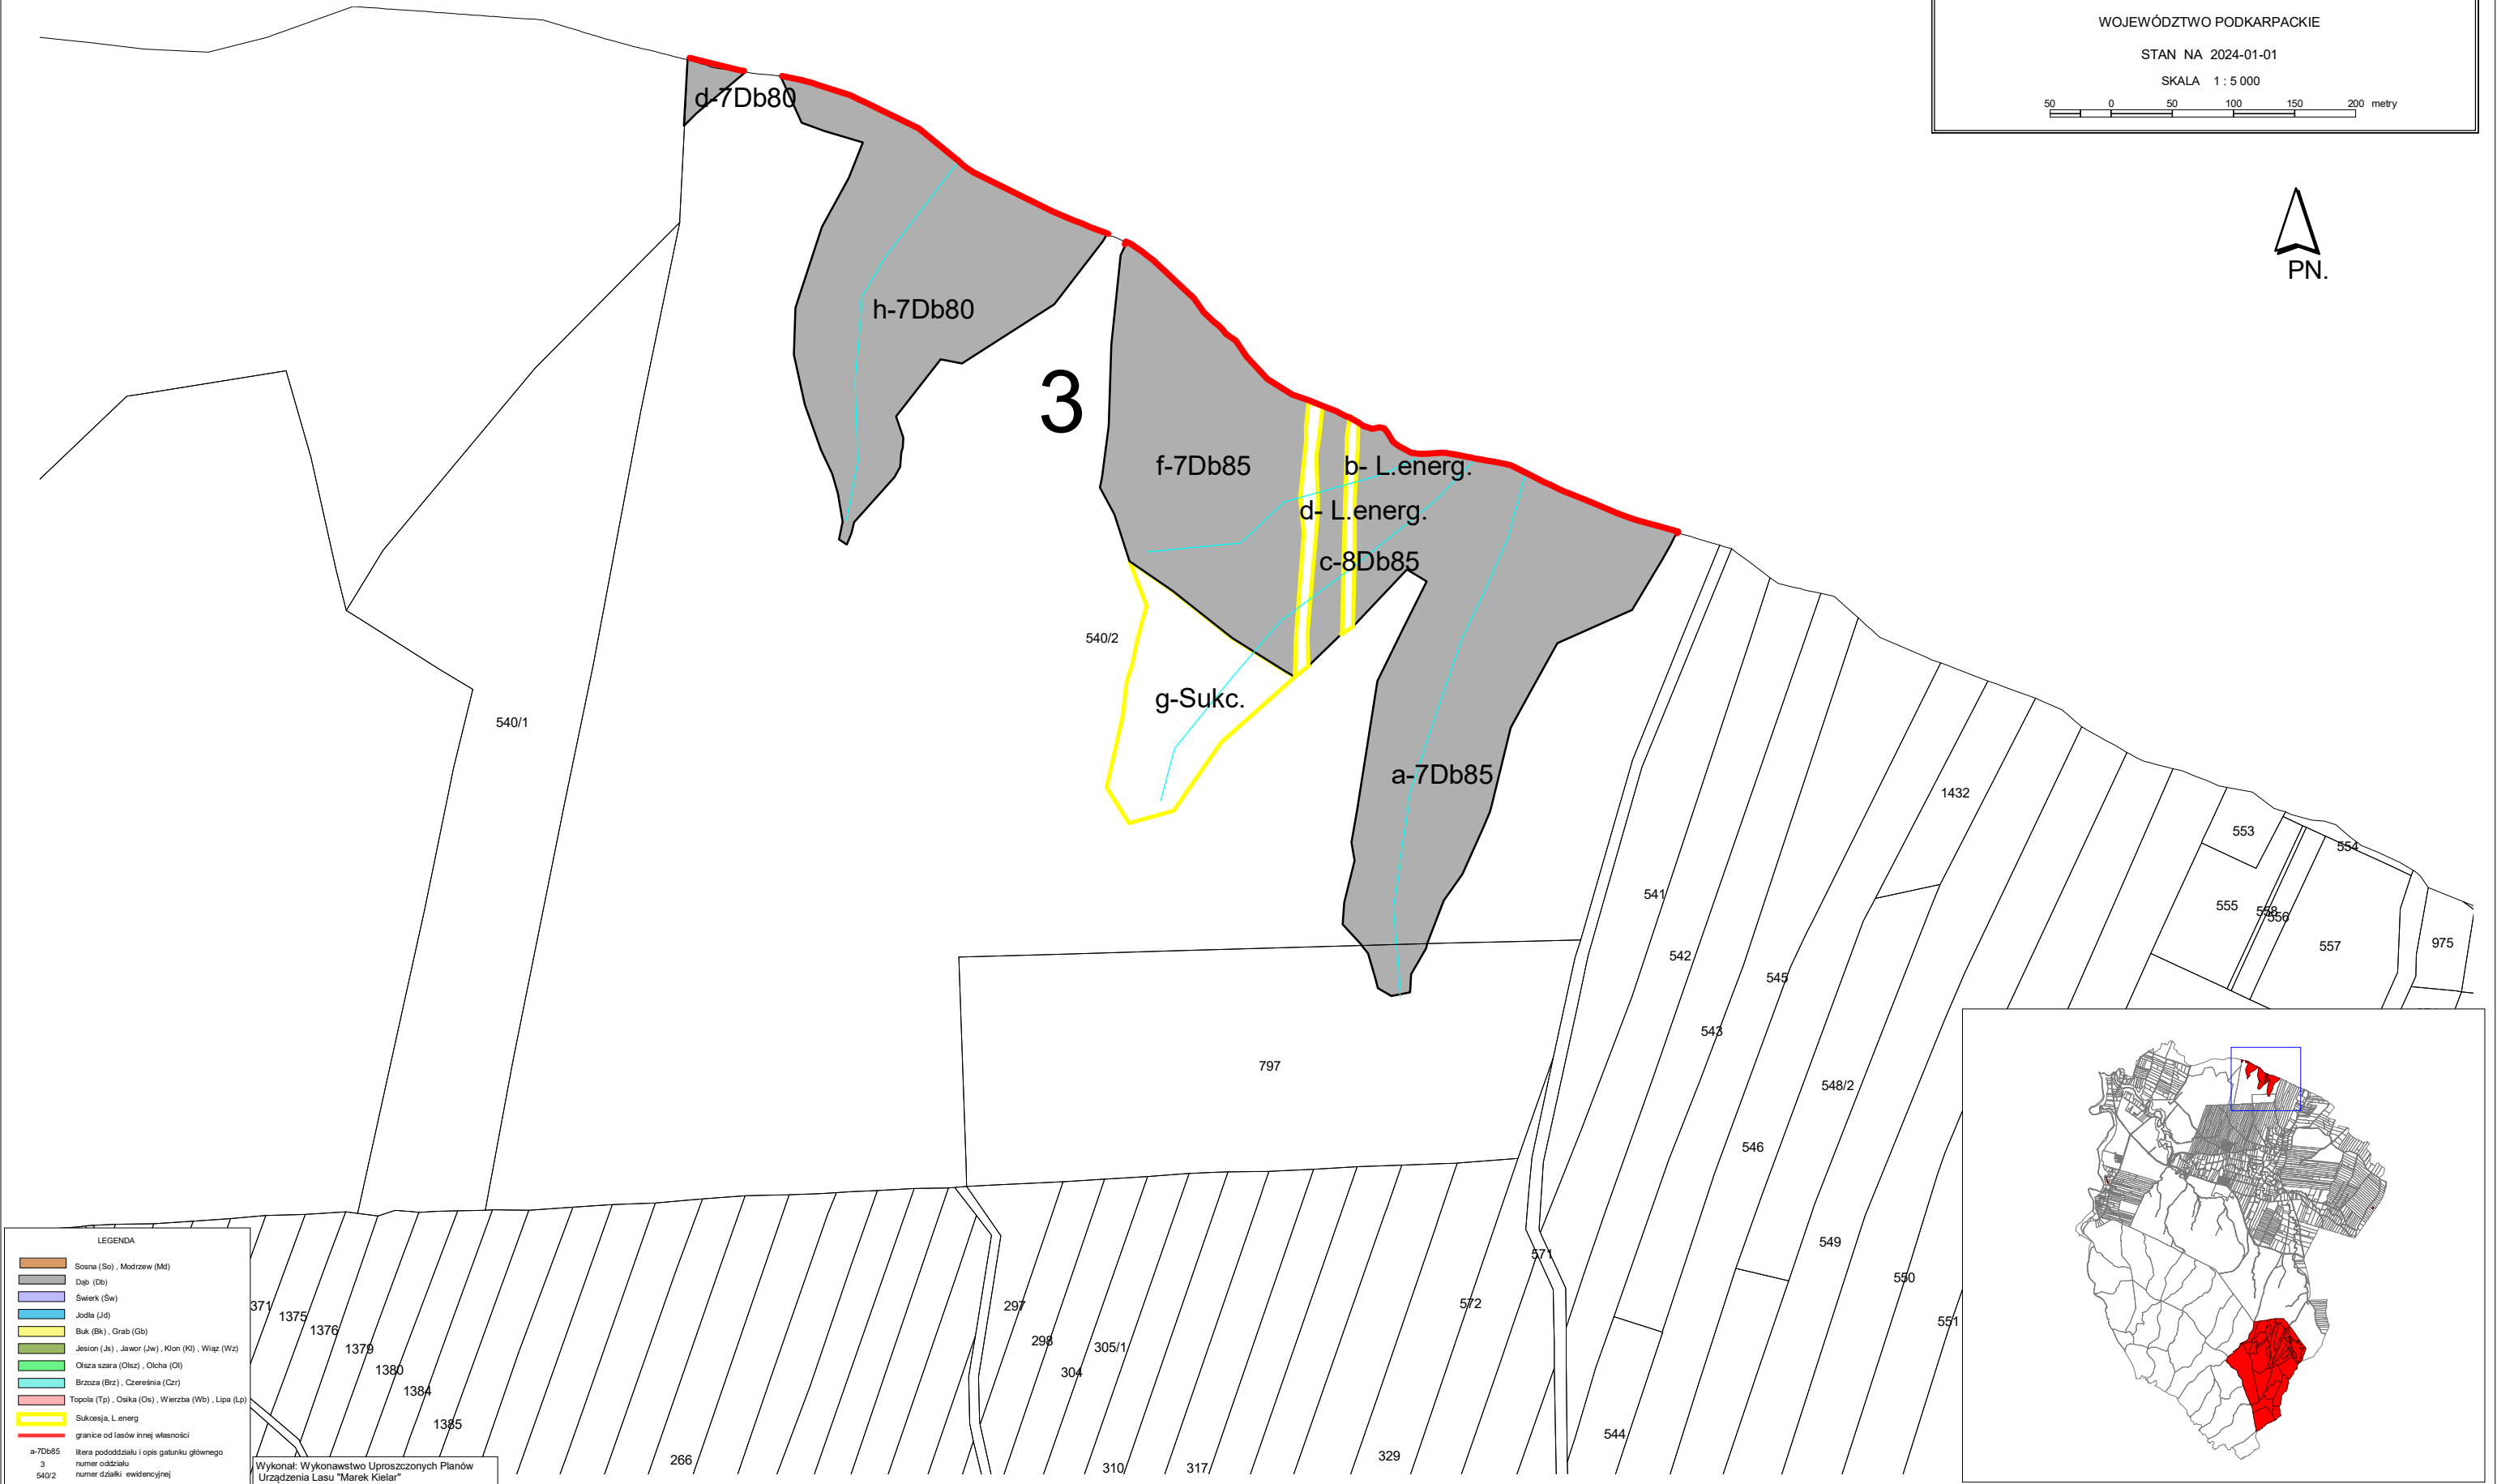 WOJEWÓDZTWO PODKARPACKIE
STAN NA 2024-01-01
SKALA 1 : 5 000
50 0 50 100 150 200 metry
PN.
d-7Db80
h-7Db80
3
f-7Db85
b- L.energ.
d- L.energ.
c-8Db85
540/2
g-Sukc.
540/1
a-7Db85
1432
553
554
541
555
558
556
557
975
542
545
543
797
548/2
546
549
571
550
572
551
297
298
305/1
304
371
1375
1376
1379
1380
1384
1385
544
266
310
317
329
LEGENDA
Sosna (So) , Modrzew (Md)
Dąb (Db)
Świerk (Św)
Jodła (Jd)
Buk (Bk) , Grab (Gb)
Jesion (Js) , Jawor (Jw) , Klon (Kl) , Wiąz (Wz)
Olsza szara (Olsz) , Olcha (Ol)
Brzoza (Brz) , Czereśnia (Czr)
Topola (Tp) , Osika (Os) , Wierzba (Wb) , Lipa (Lp)
Sukcesja, L.energ
granice od lasów innej własności
a-7Db85 litera pododdziału i opis gatunku głównego
3 numer oddziału
540/2 numer działki ewidencyjnej
Wykonał: Wykonawstwo Uproszczonych Planów
Urządzenia Lasu "Marek Kielar"